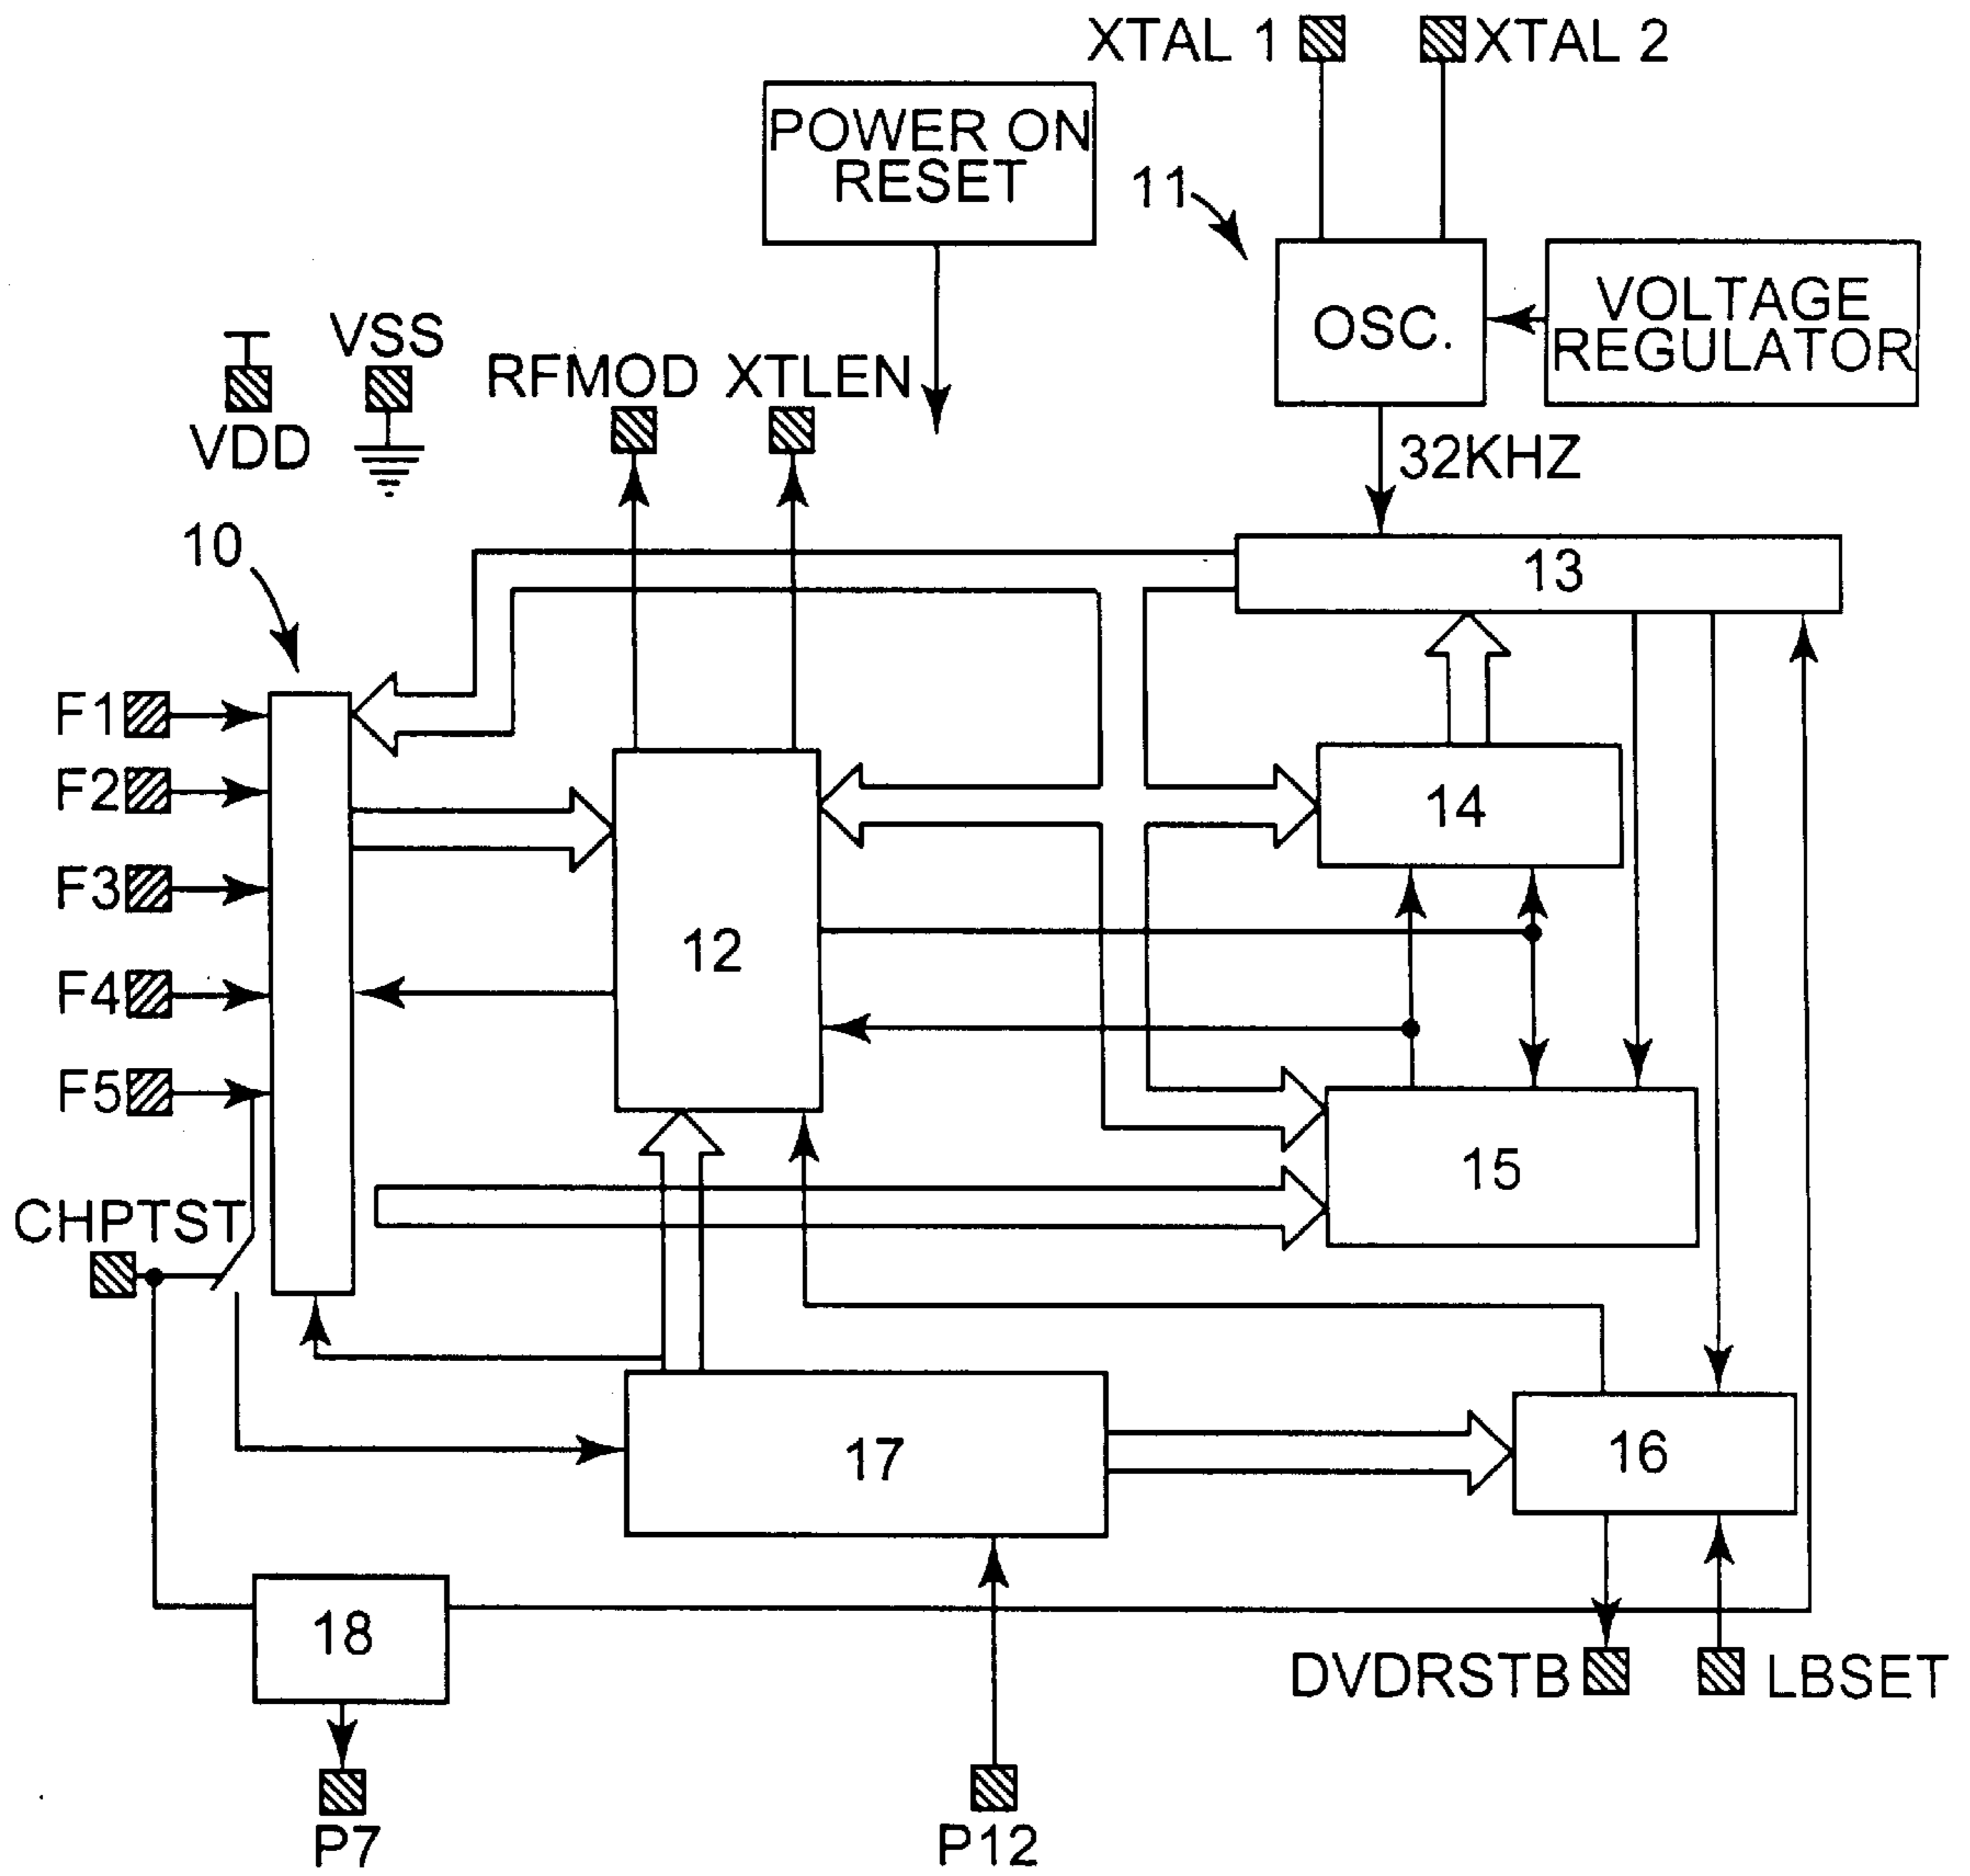 XTAL 1
XTAL 2
POWER ON
RESET
11
OSC.
VOLTAGE
REGULATOR
VSS
VDD
RFMOD
XTLEN
32KHZ
10
13
F1
F2
14
F3
12
F4
F5
15
CHPTST
17
16
18
DVDRSTB
LBSET
P7
P12